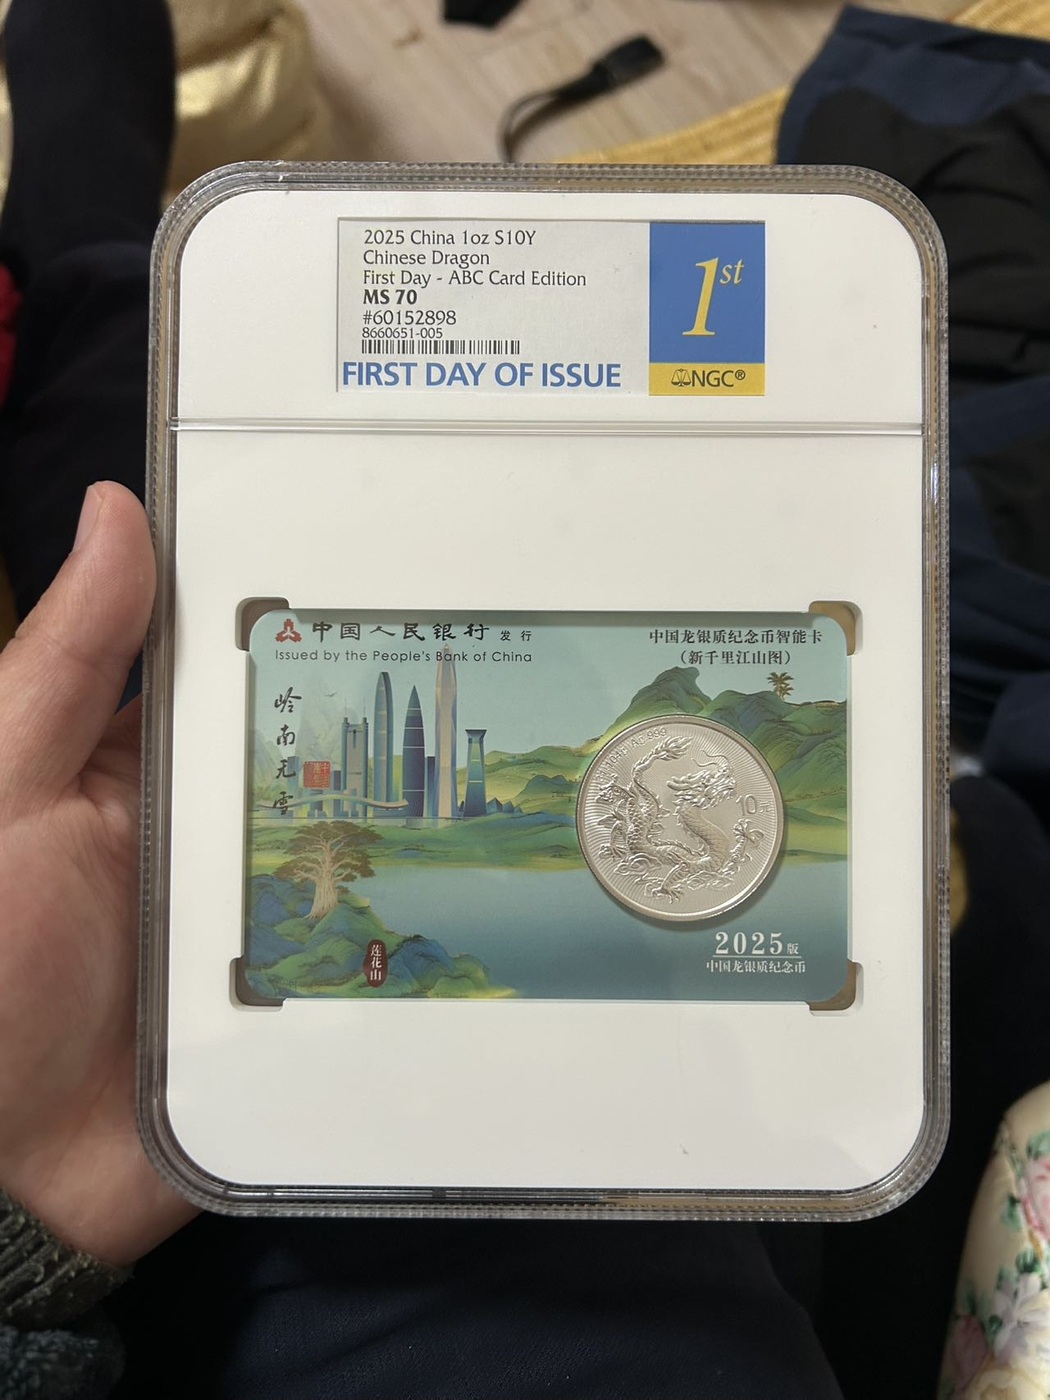 2025 China 1oz S10Y
Chinese Dragon
First Day - ABC Card Edition
MS 70
#60152898
8660651-005
FIRST DAY OF ISSUE
1st
NGC®
中国人民银行 发行
Issued by the People's Bank of China
中国龙银质纪念币智能卡
（新千里江山图）
岭南无雪
Ag 999
10元
莲花山
2025版
中国龙银质纪念币